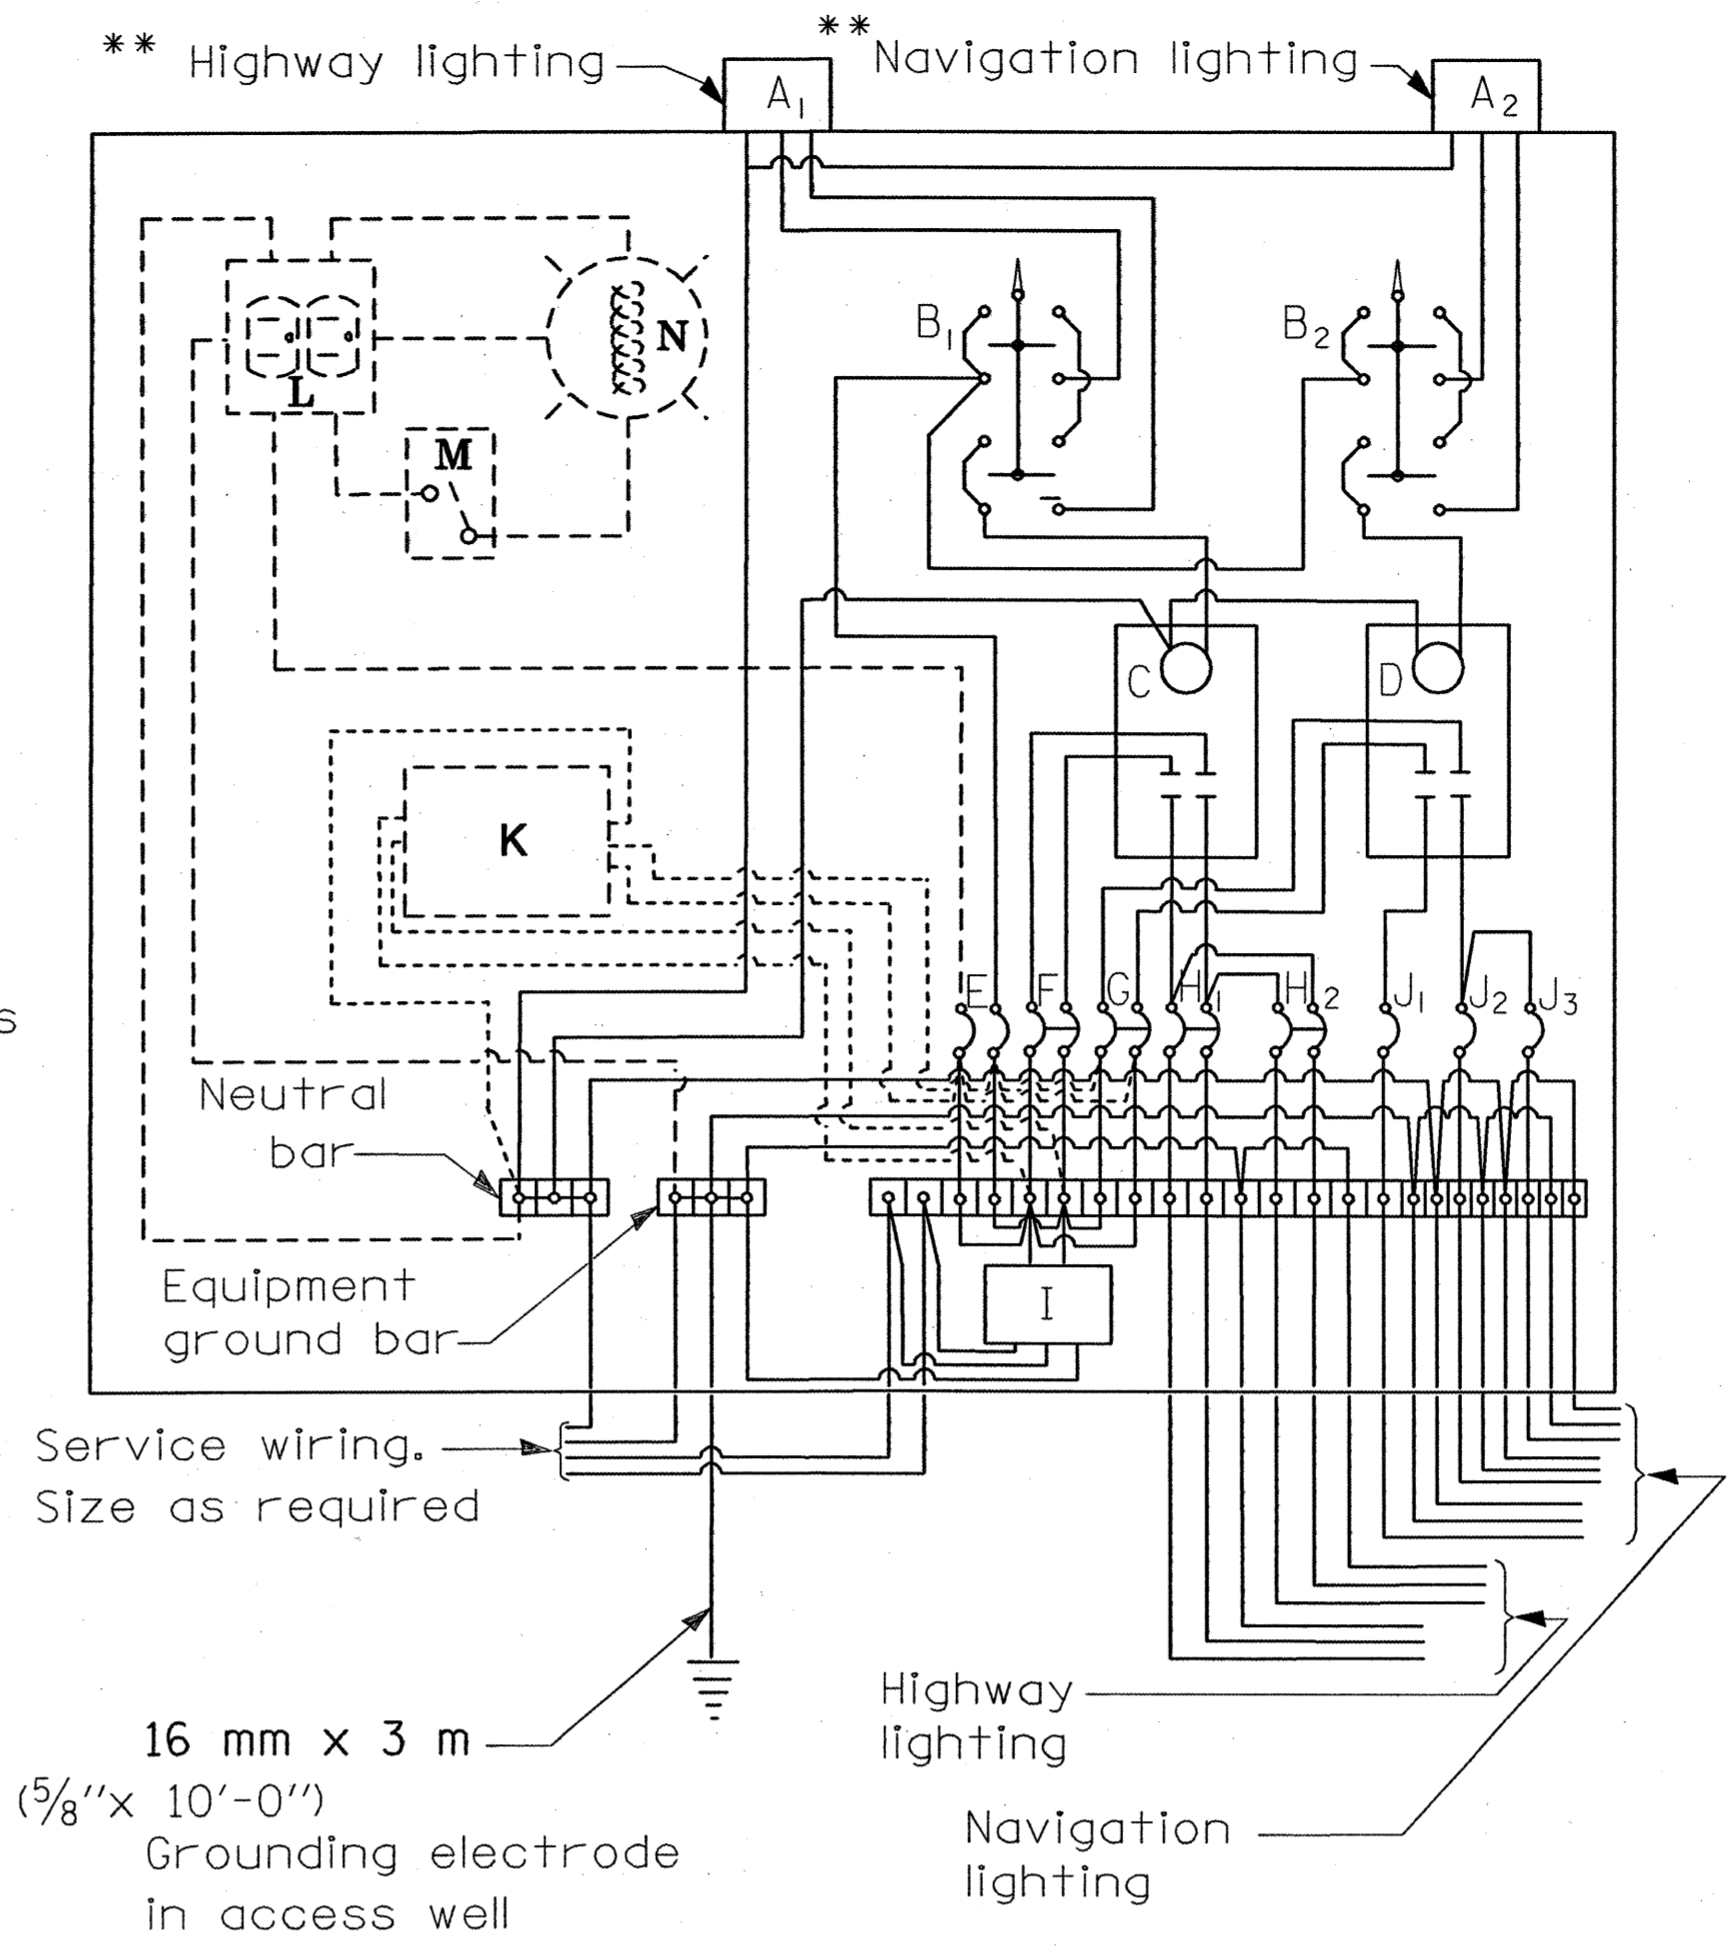 ** Highway lighting
** Navigation lighting
A1
A2
B1
B2
L
N
M
C
D
K
E
F
G
H1
H2
J1
J2
J3
s
Neutral
bar
Equipment
ground bar
I
Service wiring.
Size as required
16 mm x 3 m
(5/8"x 10'-0")
Grounding electrode
in access well
Highway
lighting
Navigation
lighting